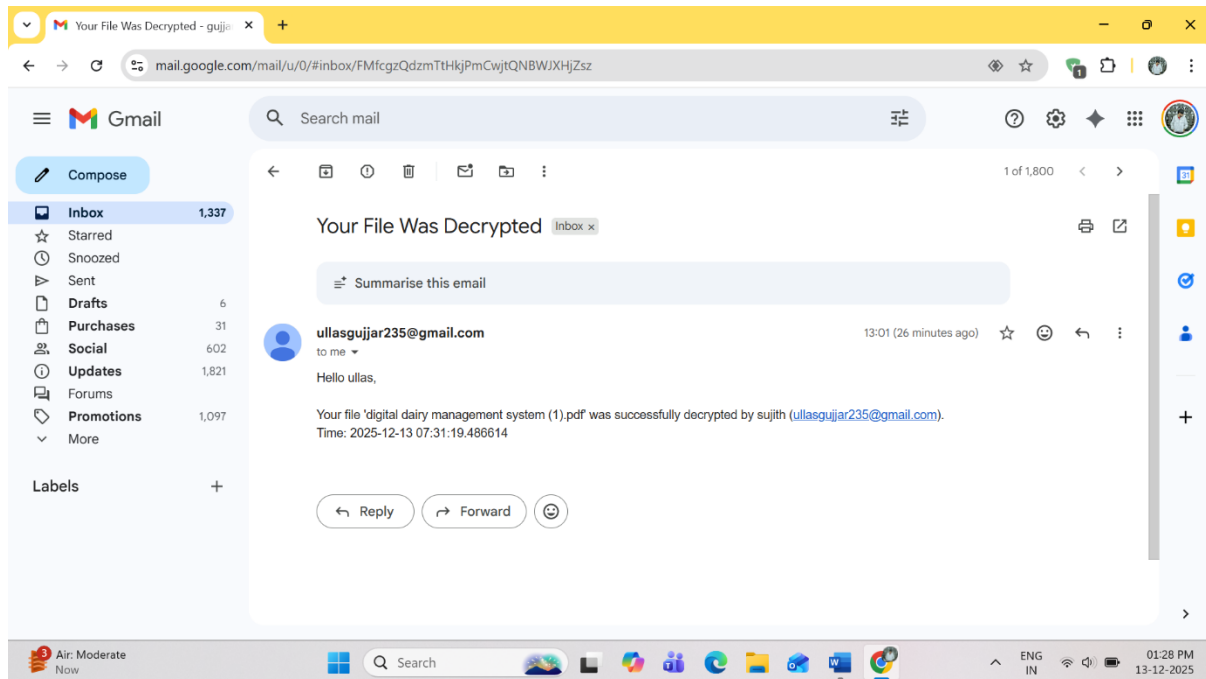 Your File Was Decrypted - gujja
mail.google.com/mail/u/0/#inbox/FMfcgzQdzmTtHkjPmCwjtQNBWJXHjZsz
1
Gmail
Search mail
Compose
1 of 1,800
31
Inbox 1,337
Starred
Snoozed
Sent
Drafts 6
Purchases 31
Social 602
Updates 1,821
Forums
Promotions 1,097
More
Labels
Your File Was Decrypted Inbox ×
Summarise this email
ullasgujjar235@gmail.com 13:01 (26 minutes ago)
to me
Hello ullas,
Your file 'digital dairy management system (1).pdf' was successfully decrypted by sujith (ullasgujjar235@gmail.com).
Time: 2025-12-13 07:31:19.486614
Reply Forward
3
Air: Moderate
Now
Search
ENG
IN
01:28 PM
13-12-2025